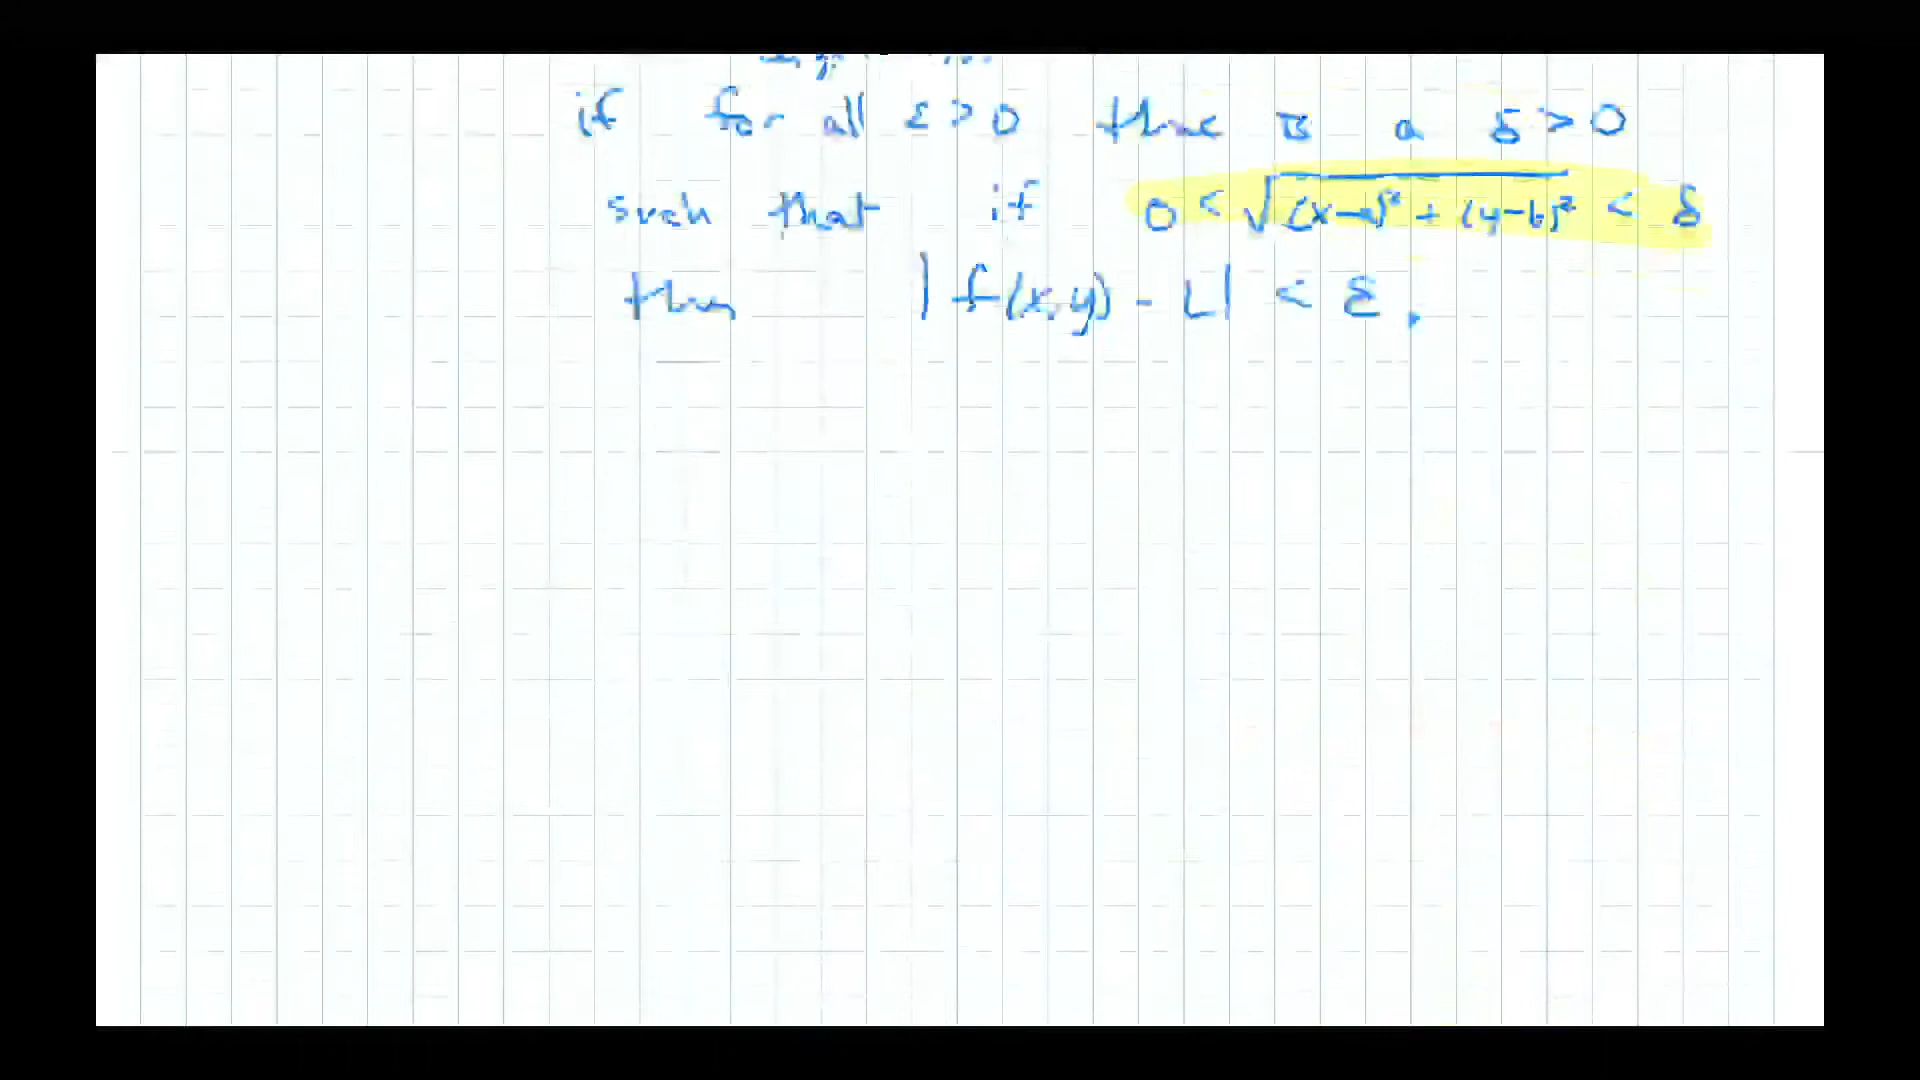 if for all ε > 0 there is a δ > 0
such that if 0 < √(x-a)² + (y-b)² < δ
then |f(x,y) - L| < ε.